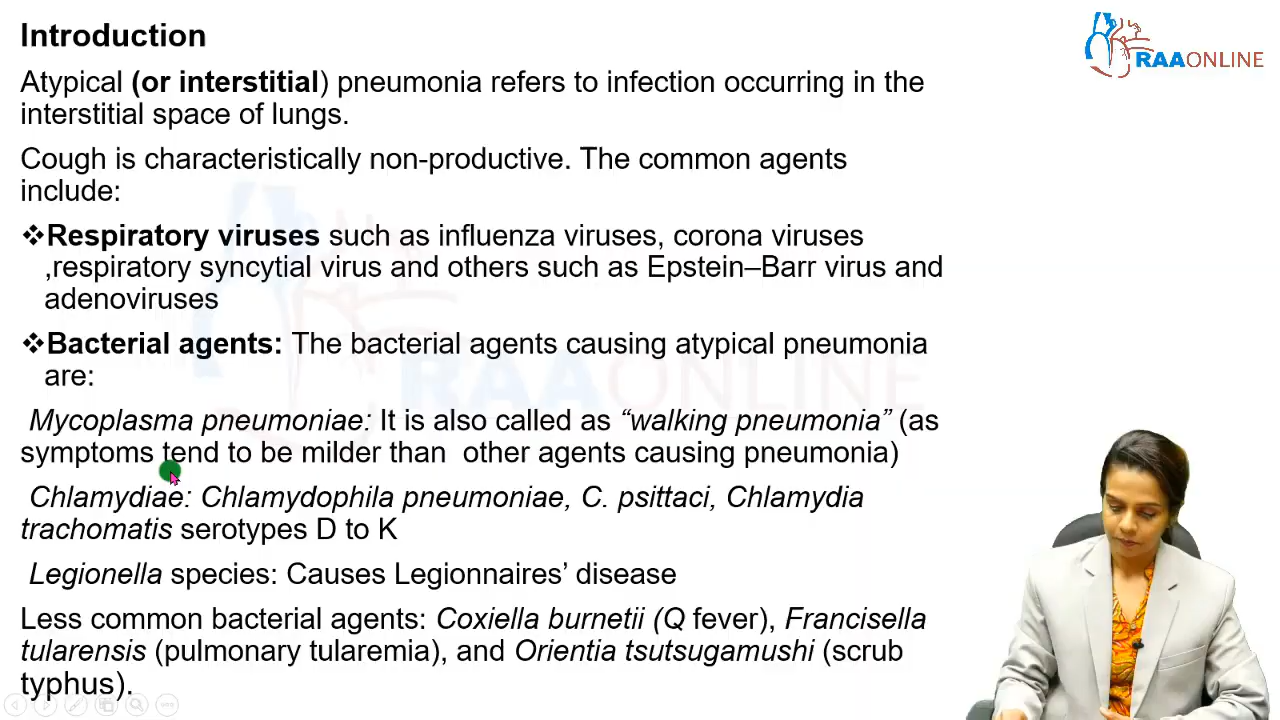 Introduction
RAAONLINE
Atypical (or interstitial) pneumonia refers to infection occurring in the
interstitial space of lungs.
Cough is characteristically non-productive. The common agents
include:
❖Respiratory viruses such as influenza viruses, corona viruses
,respiratory syncytial virus and others such as Epstein–Barr virus and
adenoviruses
❖Bacterial agents: The bacterial agents causing atypical pneumonia
are:
RAAONLINE
Mycoplasma pneumoniae: It is also called as “walking pneumonia” (as
symptoms tend to be milder than  other agents causing pneumonia)
Chlamydiae: Chlamydophila pneumoniae, C. psittaci, Chlamydia
trachomatis serotypes D to K
Legionella species: Causes Legionnaires’ disease
Less common bacterial agents: Coxiella burnetii (Q fever), Francisella
tularensis (pulmonary tularemia), and Orientia tsutsugamushi (scrub
typhus).